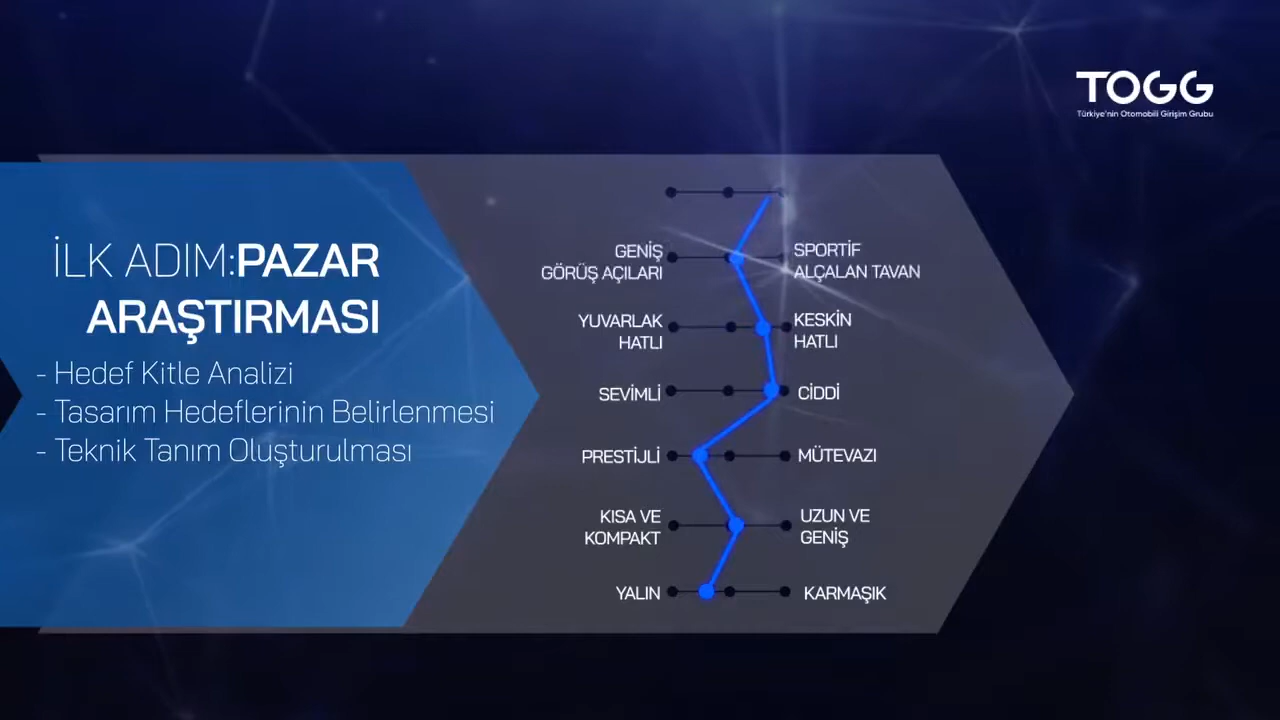 TOGG
Türkiye'nin Otomobili Girişim Grubu
İLK ADIM:PAZAR
ARAŞTIRMASI
- Hedef Kitle Analizi
- Tasarım Hedeflerinin Belirlenmesi
- Teknik Tanım Oluşturulması
GENİŞ
GÖRÜŞ AÇILARI
SPORTİF
ALÇALAN TAVAN
YUVARLAK
HATLI
KESKİN
HATLI
SEVİMLİ
CİDDİ
PRESTİJLİ
MÜTEVAZI
KISA VE
KOMPAKT
UZUN VE
GENİŞ
YALIN
KARMAŞIK